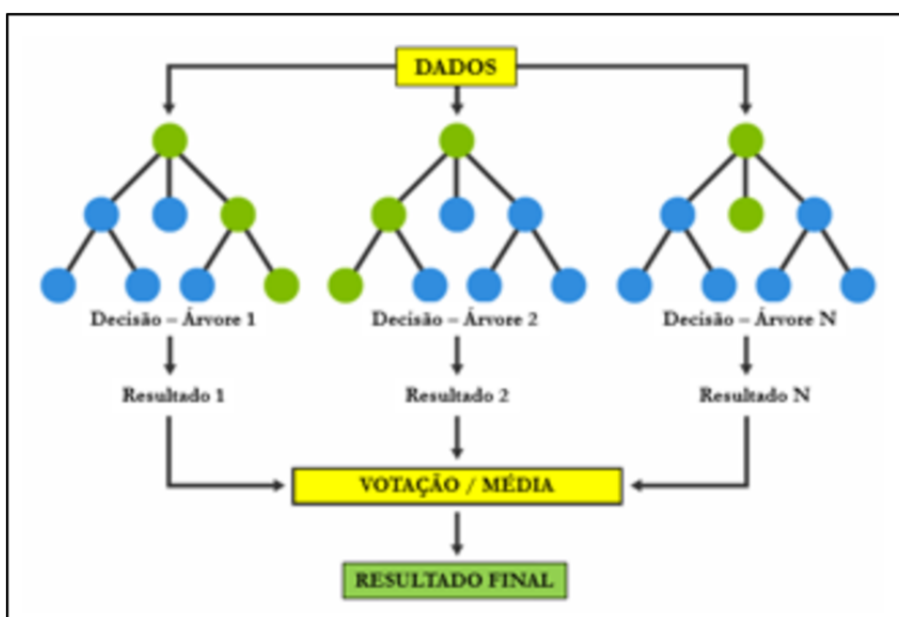 DADOS
Decisão – Árvore 1
Decisão – Árvore 2
Decisão – Árvore N
Resultado 1
Resultado 2
Resultado N
VOTAÇÃO / MÉDIA
RESULTADO FINAL